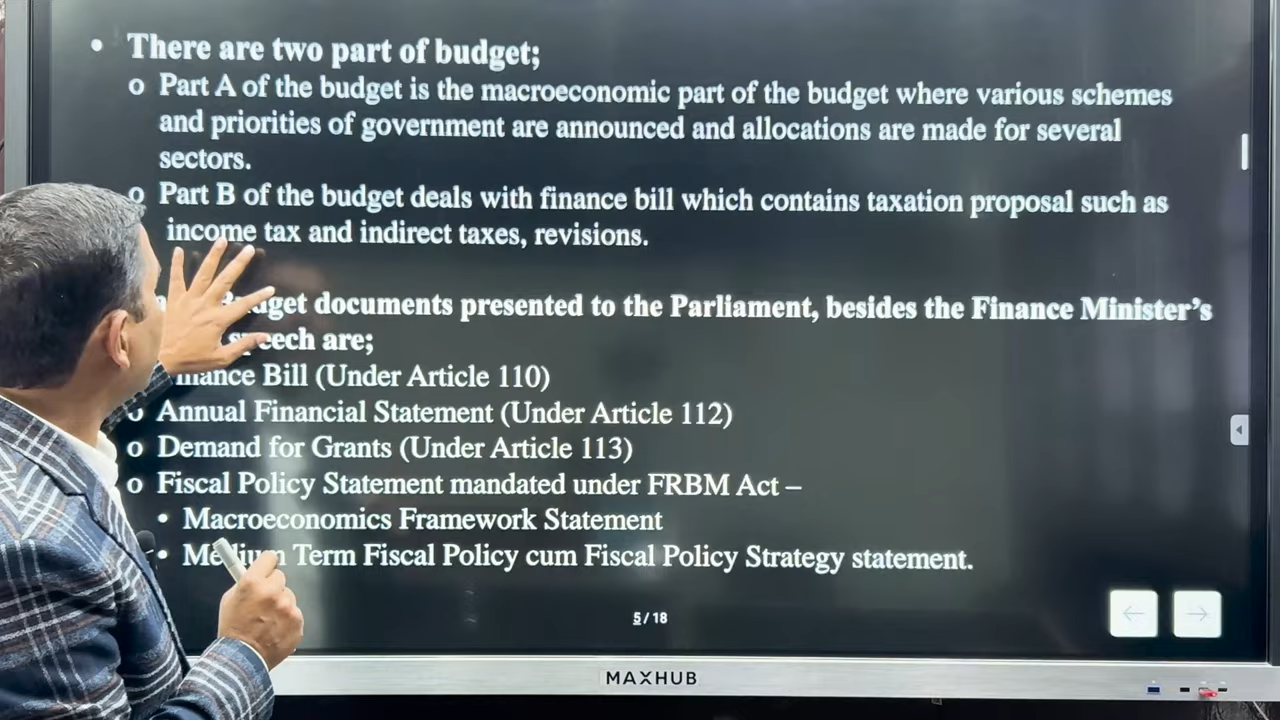 • There are two part of budget;
o Part A of the budget is the macroeconomic part of the budget where various schemes
and priorities of government are announced and allocations are made for several
sectors.
o Part B of the budget deals with finance bill which contains taxation proposal such as
income tax and indirect taxes, revisions.
documents presented to the Parliament, besides the Finance Minister's
are;
Bill (Under Article 110)
o Annual Financial Statement (Under Article 112)
o Demand for Grants (Under Article 113)
o Fiscal Policy Statement mandated under FRBM Act –
• Macroeconomics Framework Statement
• Medium Term Fiscal Policy cum Fiscal Policy Strategy statement.
5 / 18
MAXHUB